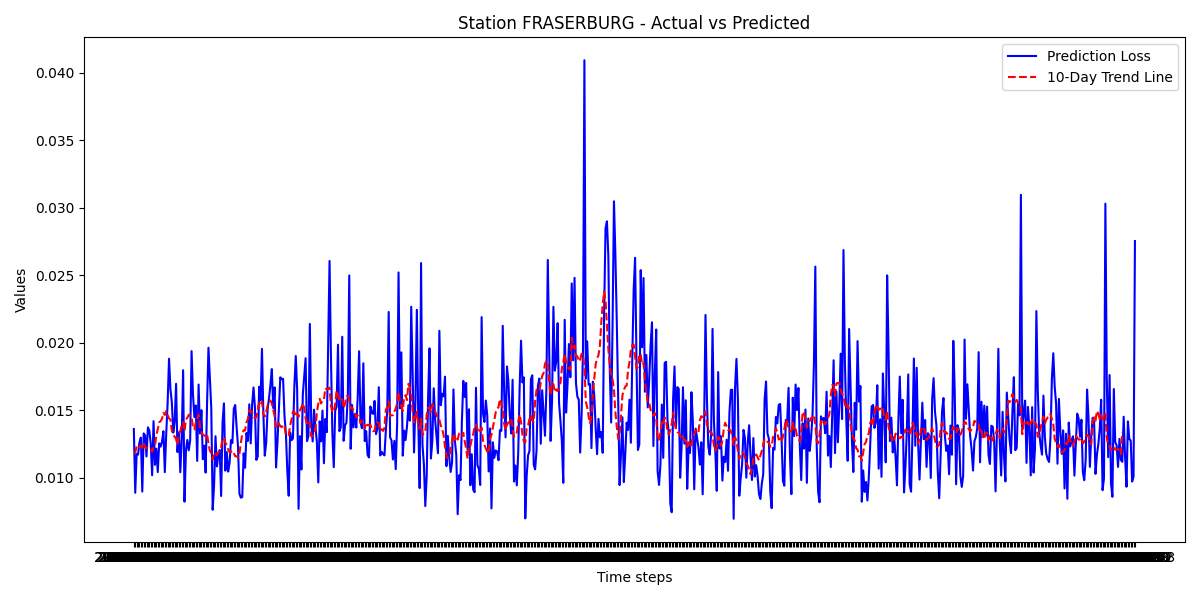 Station FRASERBURG - Actual vs Predicted
Prediction Loss
10-Day Trend Line
0.040
0.035
0.030
0.025
0.020
0.015
0.010
Values
Time steps